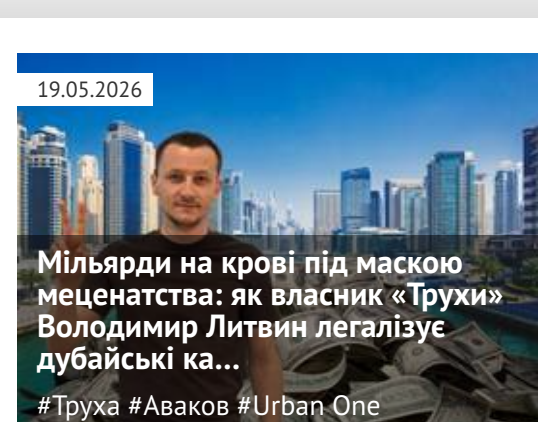 19.05.2026
Мільярди на крові під маскою
меценатства: як власник «Трухи»
Володимир Литвин легалізує
дубайські ка...
#Труха #Аваков #Urban One